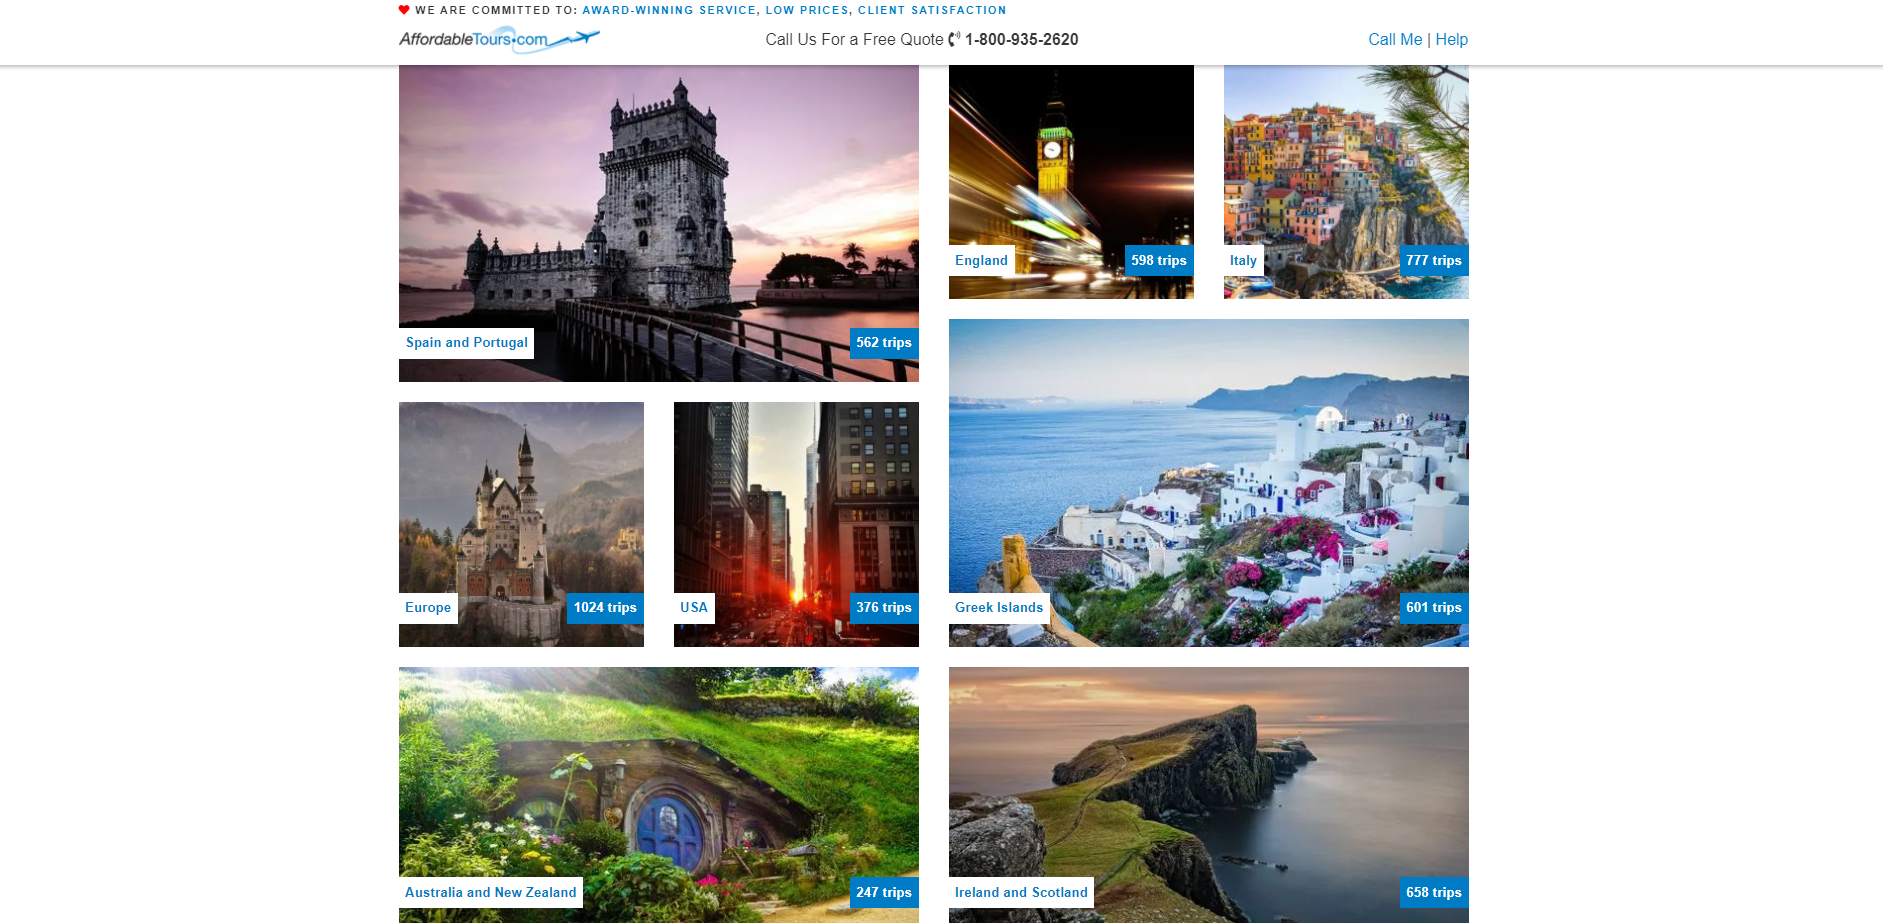 WE ARE COMMITTED TO: AWARD-WINNING SERVICE, LOW PRICES, CLIENT SATISFACTION
AffordableTours.com
Call Us For a Free Quote 1-800-935-2620
Call Me | Help
Spain and Portugal
562 trips
England
598 trips
Italy
777 trips
Europe
1024 trips
USA
376 trips
Greek Islands
601 trips
Australia and New Zealand
247 trips
Ireland and Scotland
658 trips